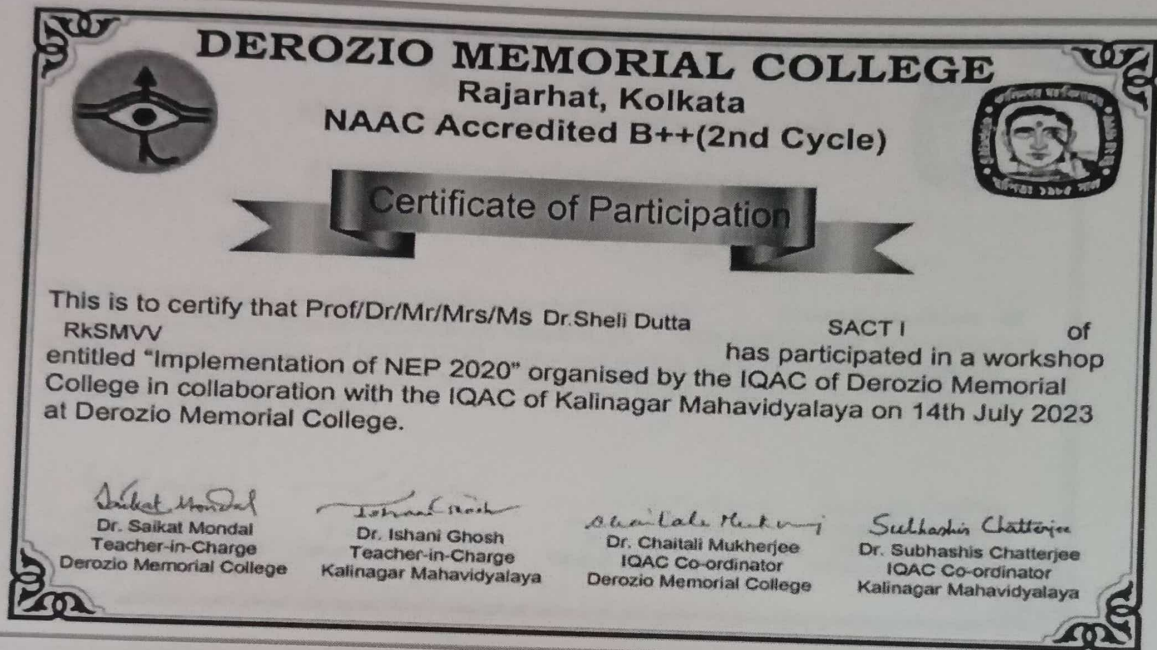 DEROZIO MEMORIAL COLLEGE
Rajarhat, Kolkata
NAAC Accredited B++(2nd Cycle)
Certificate of Participation
This is to certify that Prof/Dr/Mr/Mrs/Ms Dr.Sheli Dutta SACT I of
RkSMVV has participated in a workshop
entitled “Implementation of NEP 2020” organised by the IQAC of Derozio Memorial
College in collaboration with the IQAC of Kalinagar Mahavidyalaya on 14th July 2023
at Derozio Memorial College.
Saikat Mondal
Dr. Saikat Mondal
Teacher-in-Charge
Derozio Memorial College
Ishani Ghosh
Dr. Ishani Ghosh
Teacher-in-Charge
Kalinagar Mahavidyalaya
Chaitali Mukherjee
Dr. Chaitali Mukherjee
IQAC Co-ordinator
Derozio Memorial College
Subhashis Chatterjee
Dr. Subhashis Chatterjee
IQAC Co-ordinator
Kalinagar Mahavidyalaya